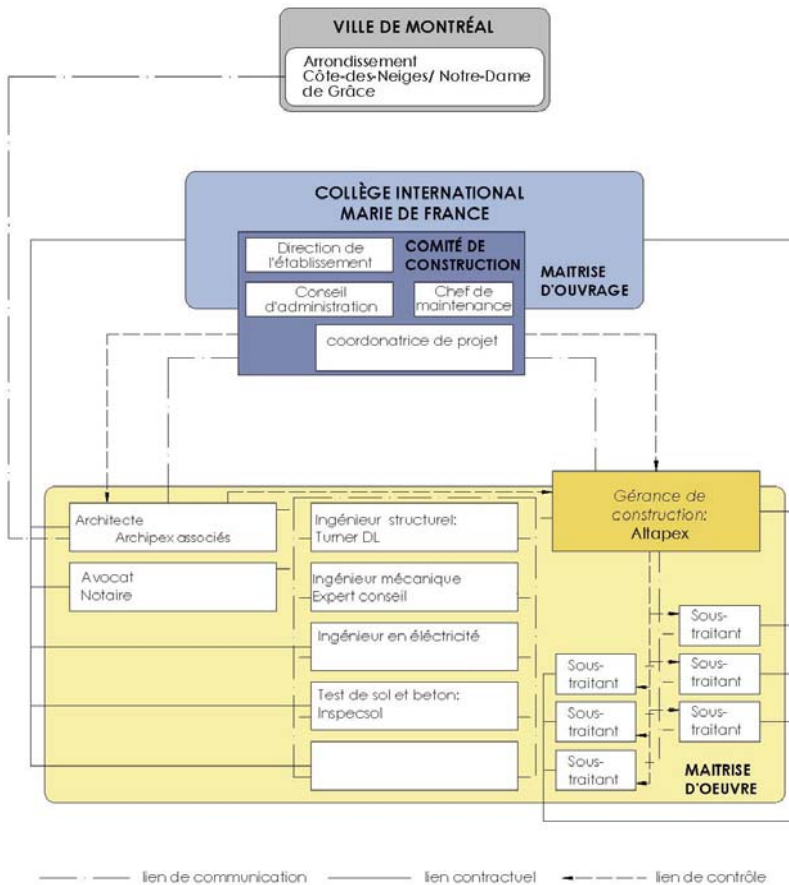 VILLE DE MONTRÉAL
Arrondissement
Côte-des-Neiges/ Notre-Dame
de Grâce
COLLÈGE INTERNATIONAL
MARIE DE FRANCE
Direction de
l'établissement
COMITÉ DE
CONSTRUCTION
Conseil
d'administration
Chef de
maintenance
MAITRISE
D'OUVRAGE
coordonatrice de projet
Architecte
Archipex associés
Avocat
Notaire
Ingénieur structurel:
Turner DL
Ingénieur mécanique
Expert conseil
Ingénieur en éléctricité
Test de sol et beton:
Inspecsol
Gérance de
construction:
Altapex
Sous-
traitant
Sous-
traitant
Sous-
traitant
Sous-
traitant
Sous-
traitant
Sous-
traitant
MAITRISE
D'OEUVRE
lien de communication
lien contractuel
lien de contrôle